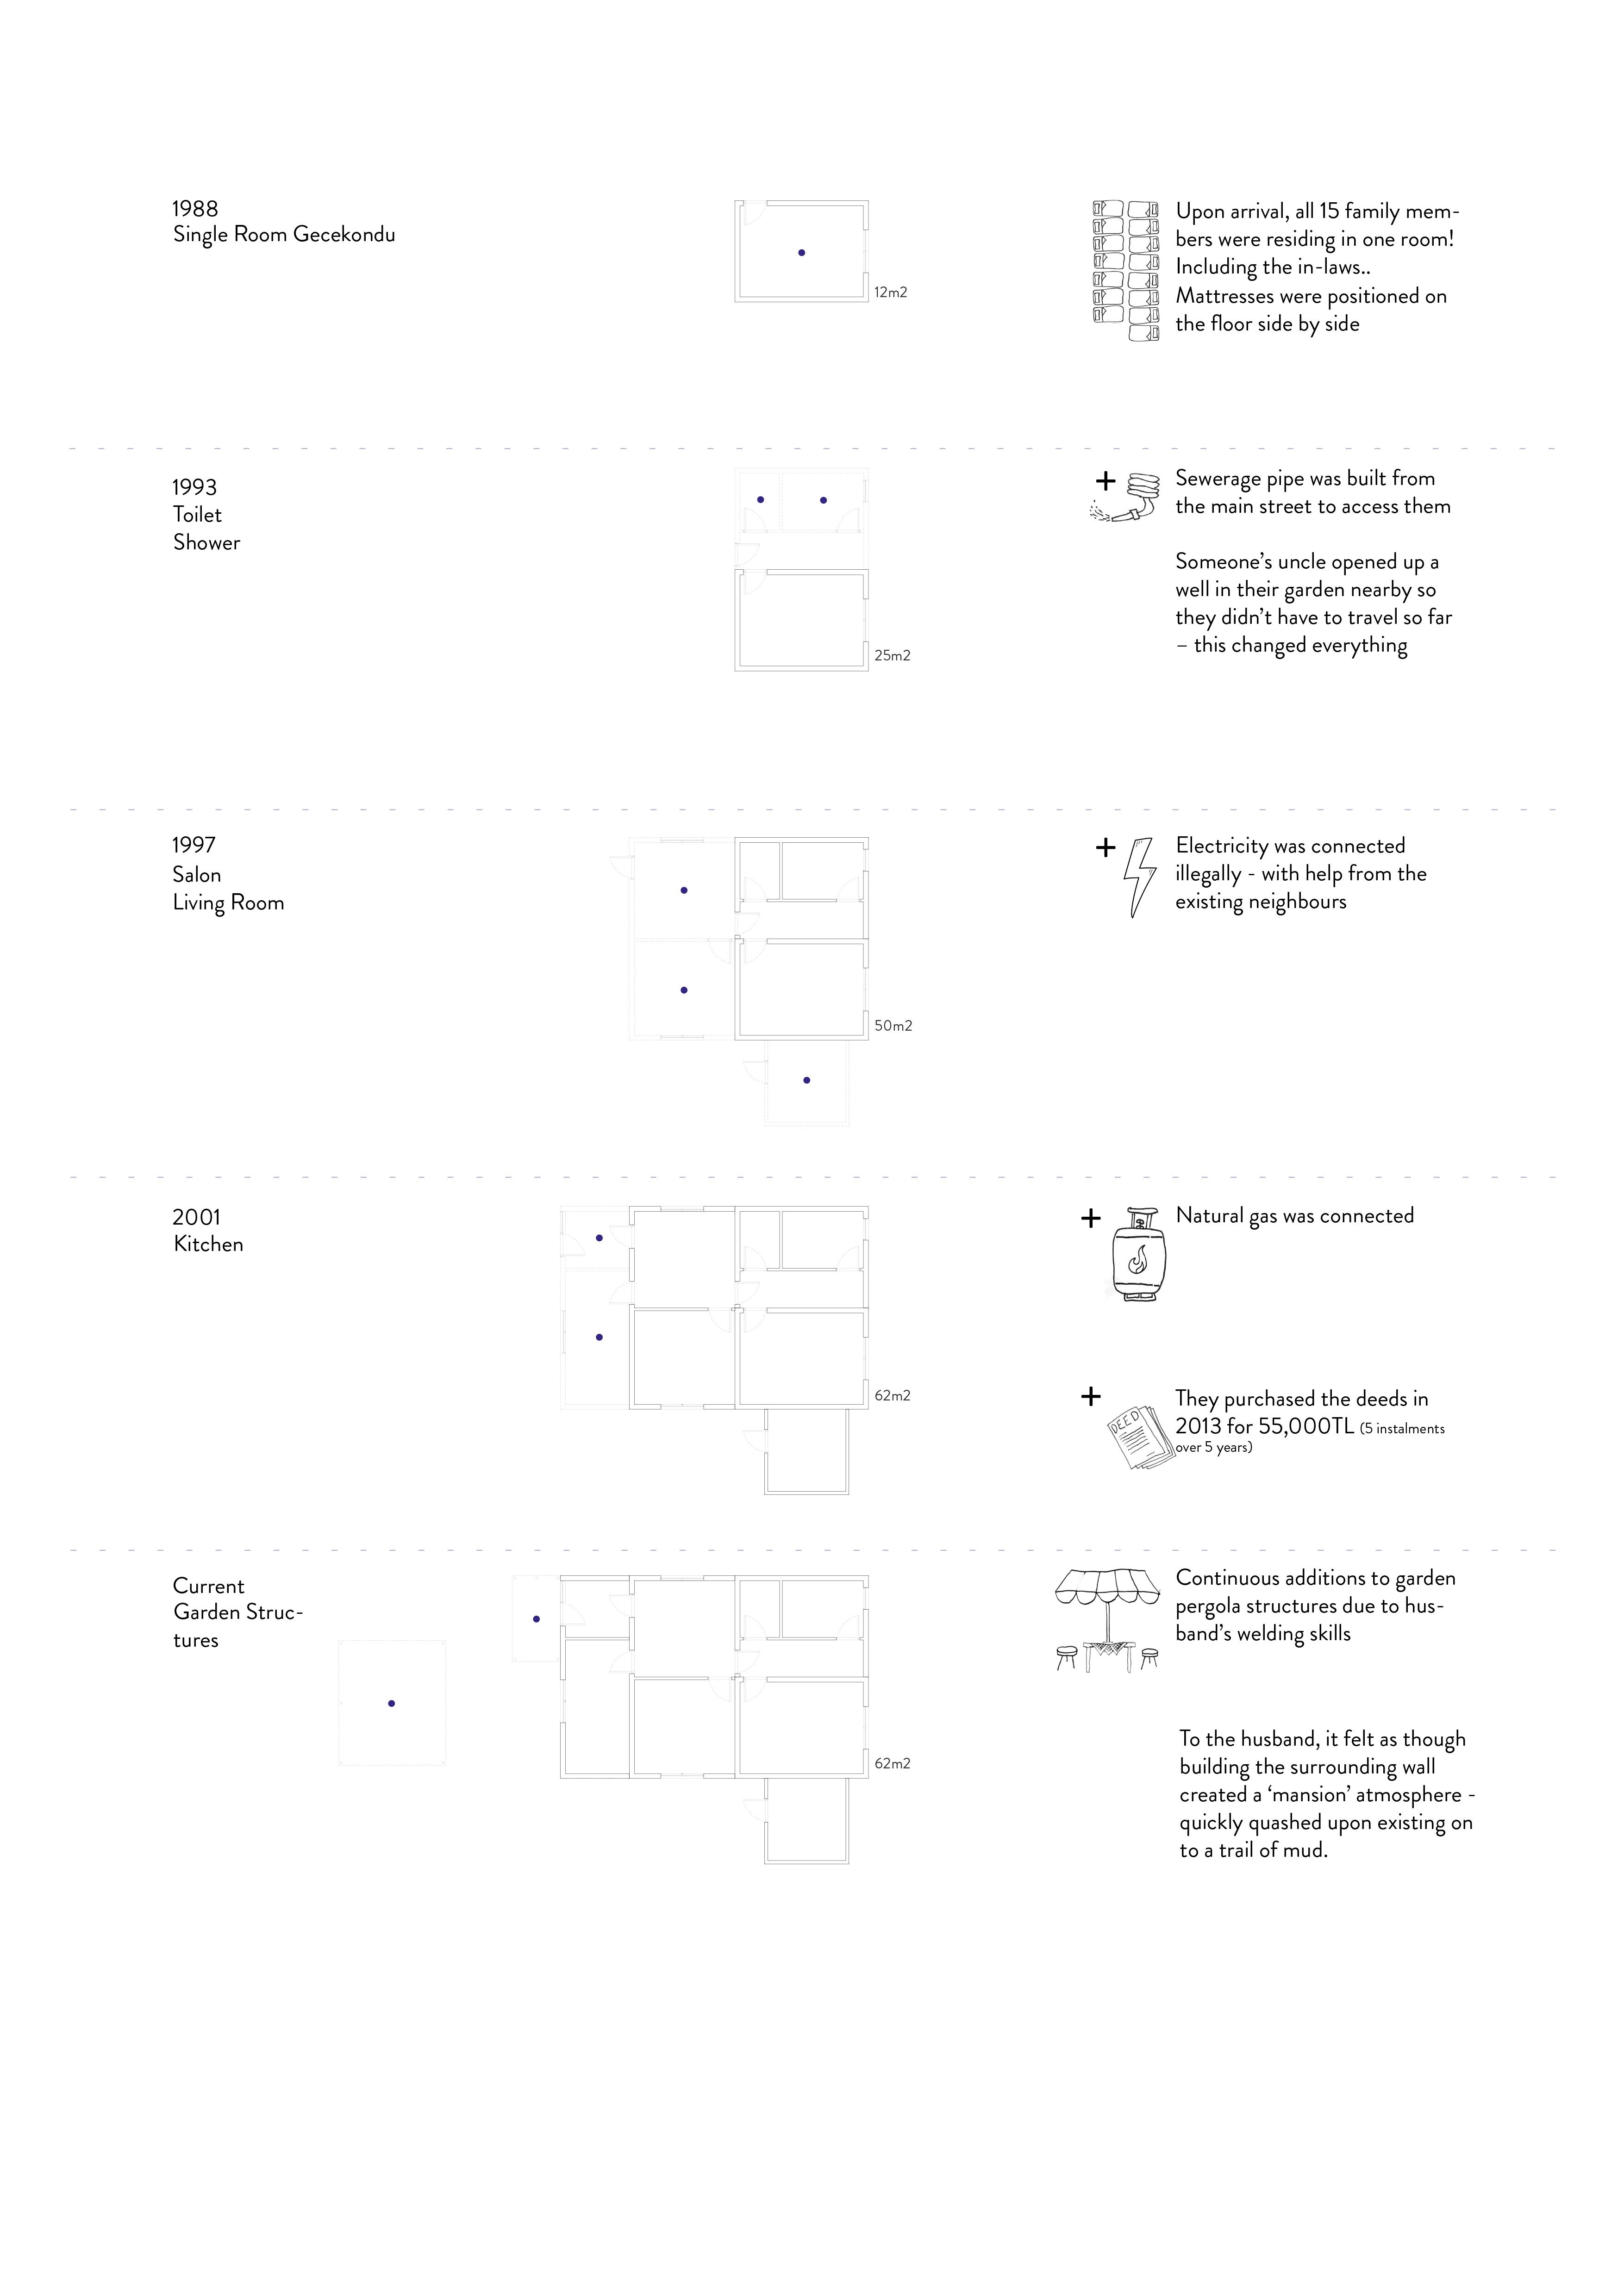 1988
Single Room Gecekondu
12m2
Upon arrival, all 15 family mem-
bers were residing in one room!
Including the in-laws..
Mattresses were positioned on
the floor side by side
1993
Toilet
Shower
25m2
Sewerage pipe was built from
the main street to access them
Someone's uncle opened up a
well in their garden nearby so
they didn't have to travel so far
– this changed everything
1997
Salon
Living Room
50m2
Electricity was connected
illegally - with help from the
existing neighbours
2001
Kitchen
62m2
Natural gas was connected
DEED
They purchased the deeds in
2013 for 55,000TL (5 instalments
over 5 years)
Current
Garden Struc-
tures
62m2
Continuous additions to garden
pergola structures due to hus-
band's welding skills
To the husband, it felt as though
building the surrounding wall
created a ‘mansion’ atmosphere -
quickly quashed upon existing on
to a trail of mud.